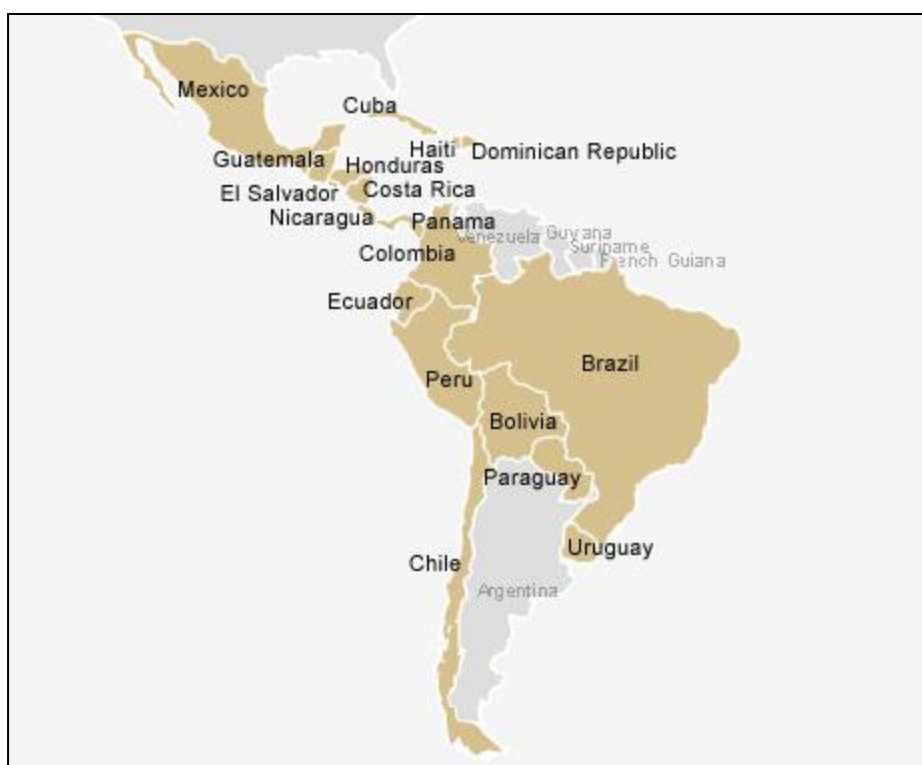 Mexico
Cuba
Haiti
Dominican Republic
Guatemala
Honduras
El Salvador
Costa Rica
Nicaragua
Panama
Venezuela
Guyana
Suriname
French Guiana
Colombia
Ecuador
Brazil
Peru
Bolivia
Paraguay
Uruguay
Chile
Argentina